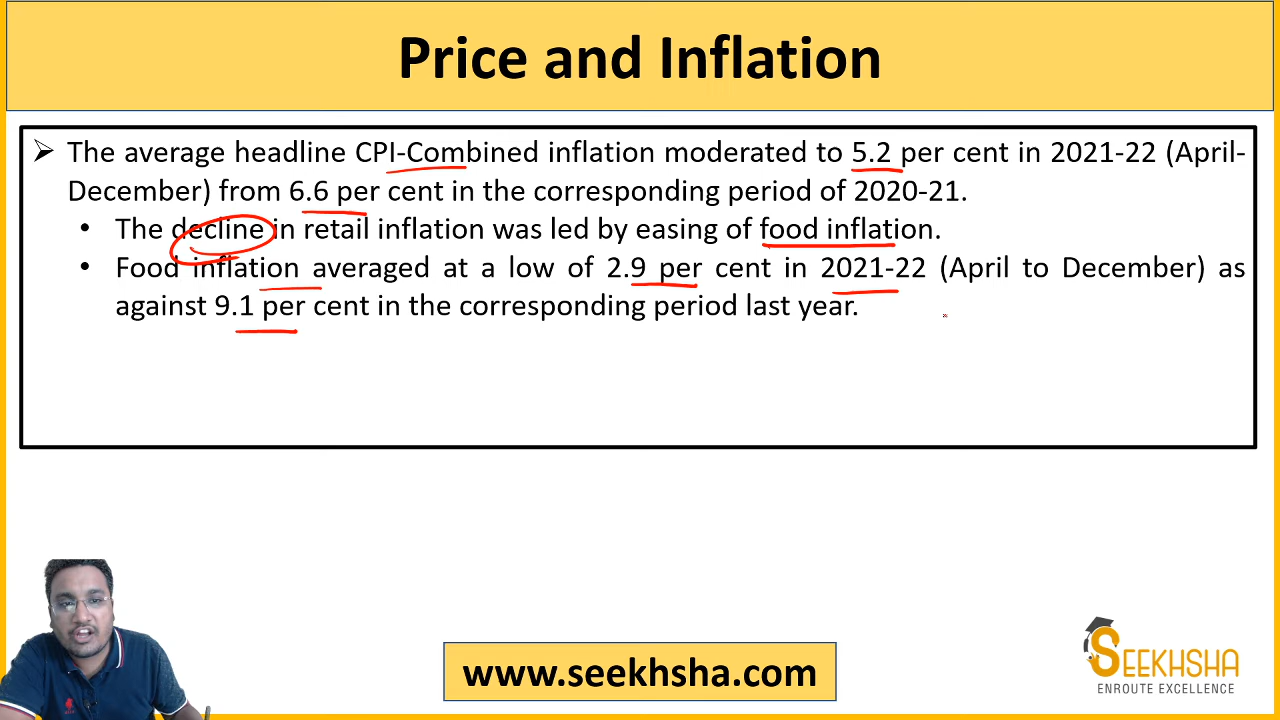 Price and Inflation
➢ The average headline CPI-Combined inflation moderated to 5.2 per cent in 2021-22 (April-
December) from 6.6 per cent in the corresponding period of 2020-21.
• The decline in retail inflation was led by easing of food inflation.
• Food inflation averaged at a low of 2.9 per cent in 2021-22 (April to December) as
against 9.1 per cent in the corresponding period last year.
www.seekhsha.com
SEEKHSHA
ENROUTE EXCELLENCE